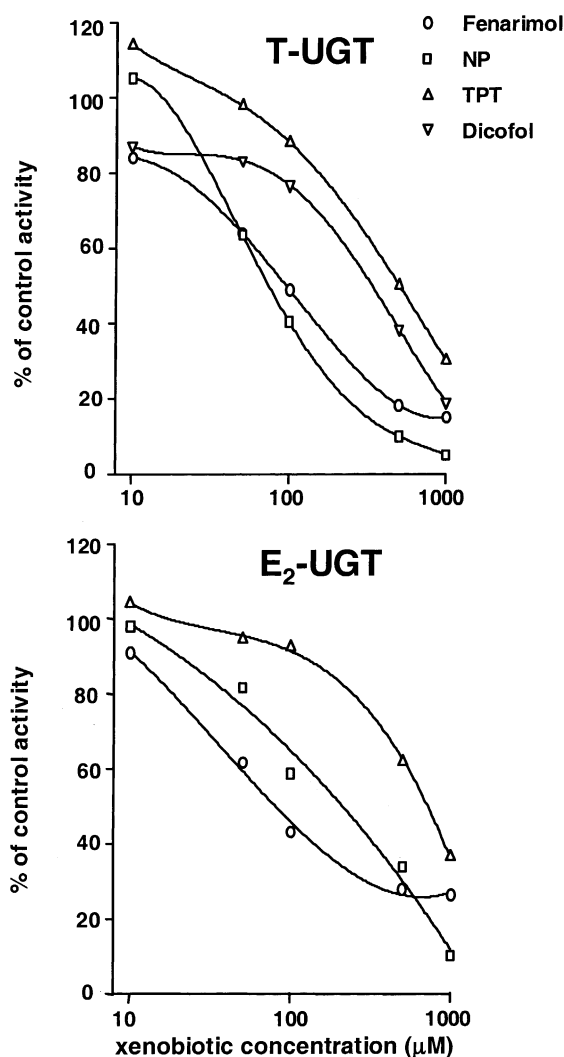 T-UGT
Fenarimol
NP
TPT
Dicofol
120
100
80
60
40
20
0
% of control activity
10 100 1000
E₂-UGT
120
100
80
60
40
20
0
% of control activity
10 100 1000
xenobiotic concentration (μM)